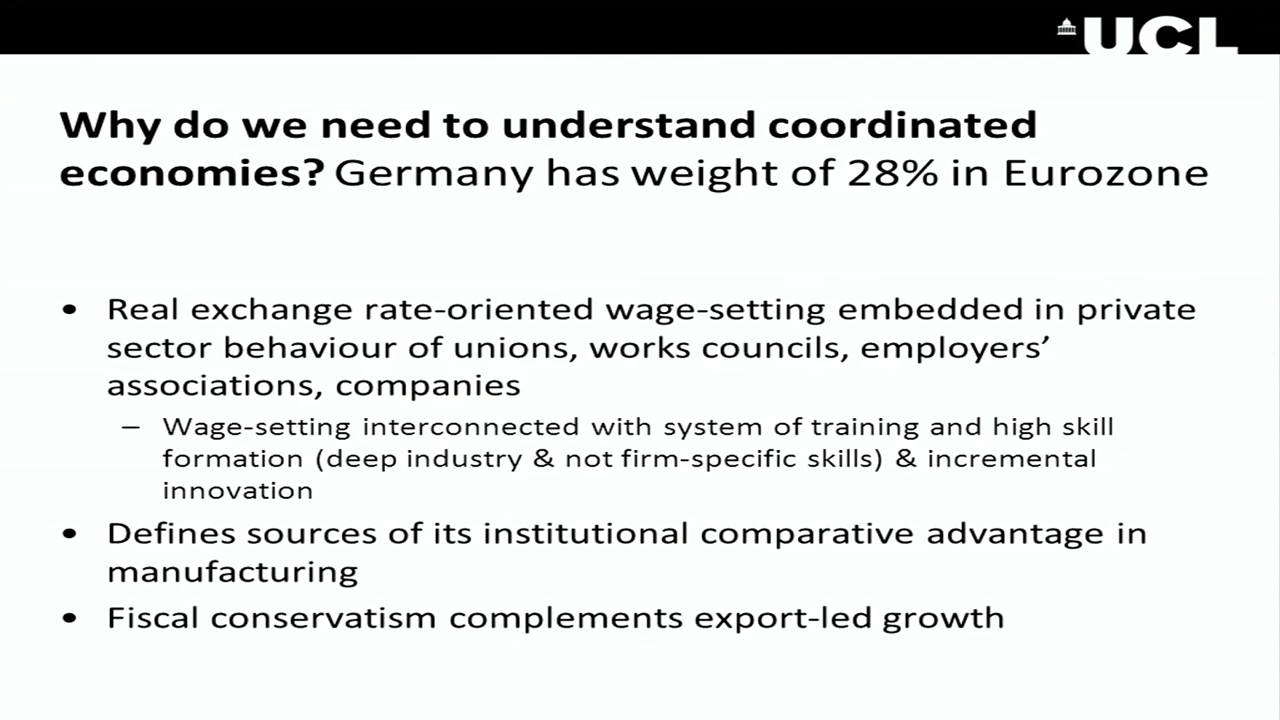 UCL
Why do we need to understand coordinated
economies? Germany has weight of 28% in Eurozone
• Real exchange rate-oriented wage-setting embedded in private
sector behaviour of unions, works councils, employers’
associations, companies
– Wage-setting interconnected with system of training and high skill
formation (deep industry & not firm-specific skills) & incremental
innovation
• Defines sources of its institutional comparative advantage in
manufacturing
• Fiscal conservatism complements export-led growth